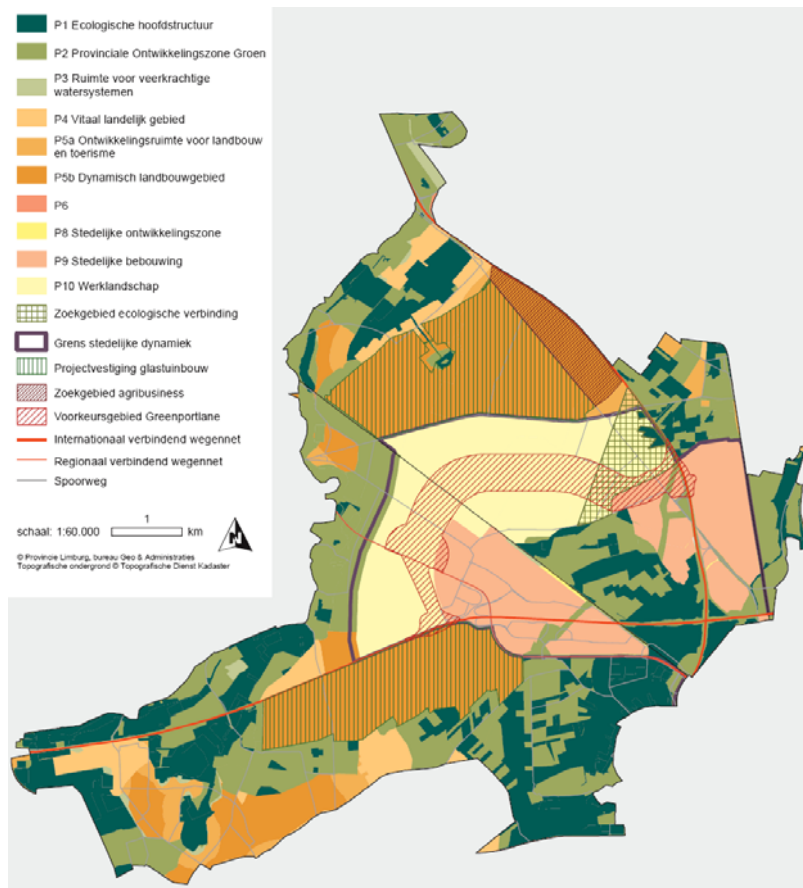 P1 Ecologische hoofdstructuur
P2 Provinciale Ontwikkelingszone Groen
P3 Ruimte voor veerkrachtige
watersystemen
P4 Vitaal landelijk gebied
P5a Ontwikkelingsruimte voor landbouw
en toerisme
P5b Dynamisch landbouwgebied
P6
P8 Stedelijke ontwikkelingszone
P9 Stedelijke bebouwing
P10 Werklandschap
Zoekgebied ecologische verbinding
Grens stedelijke dynamiek
Projectvestiging glastuinbouw
Zoekgebied agribusiness
Voorkeursgebied Greenportlane
Internationaal verbindend wegennet
Regionaal verbindend wegennet
Spoorweg
1
schaal: 1:60.000 km
N
© Provincie Limburg, bureau Geo & Administraties
Topografische ondergrond © Topografische Dienst Kadaster